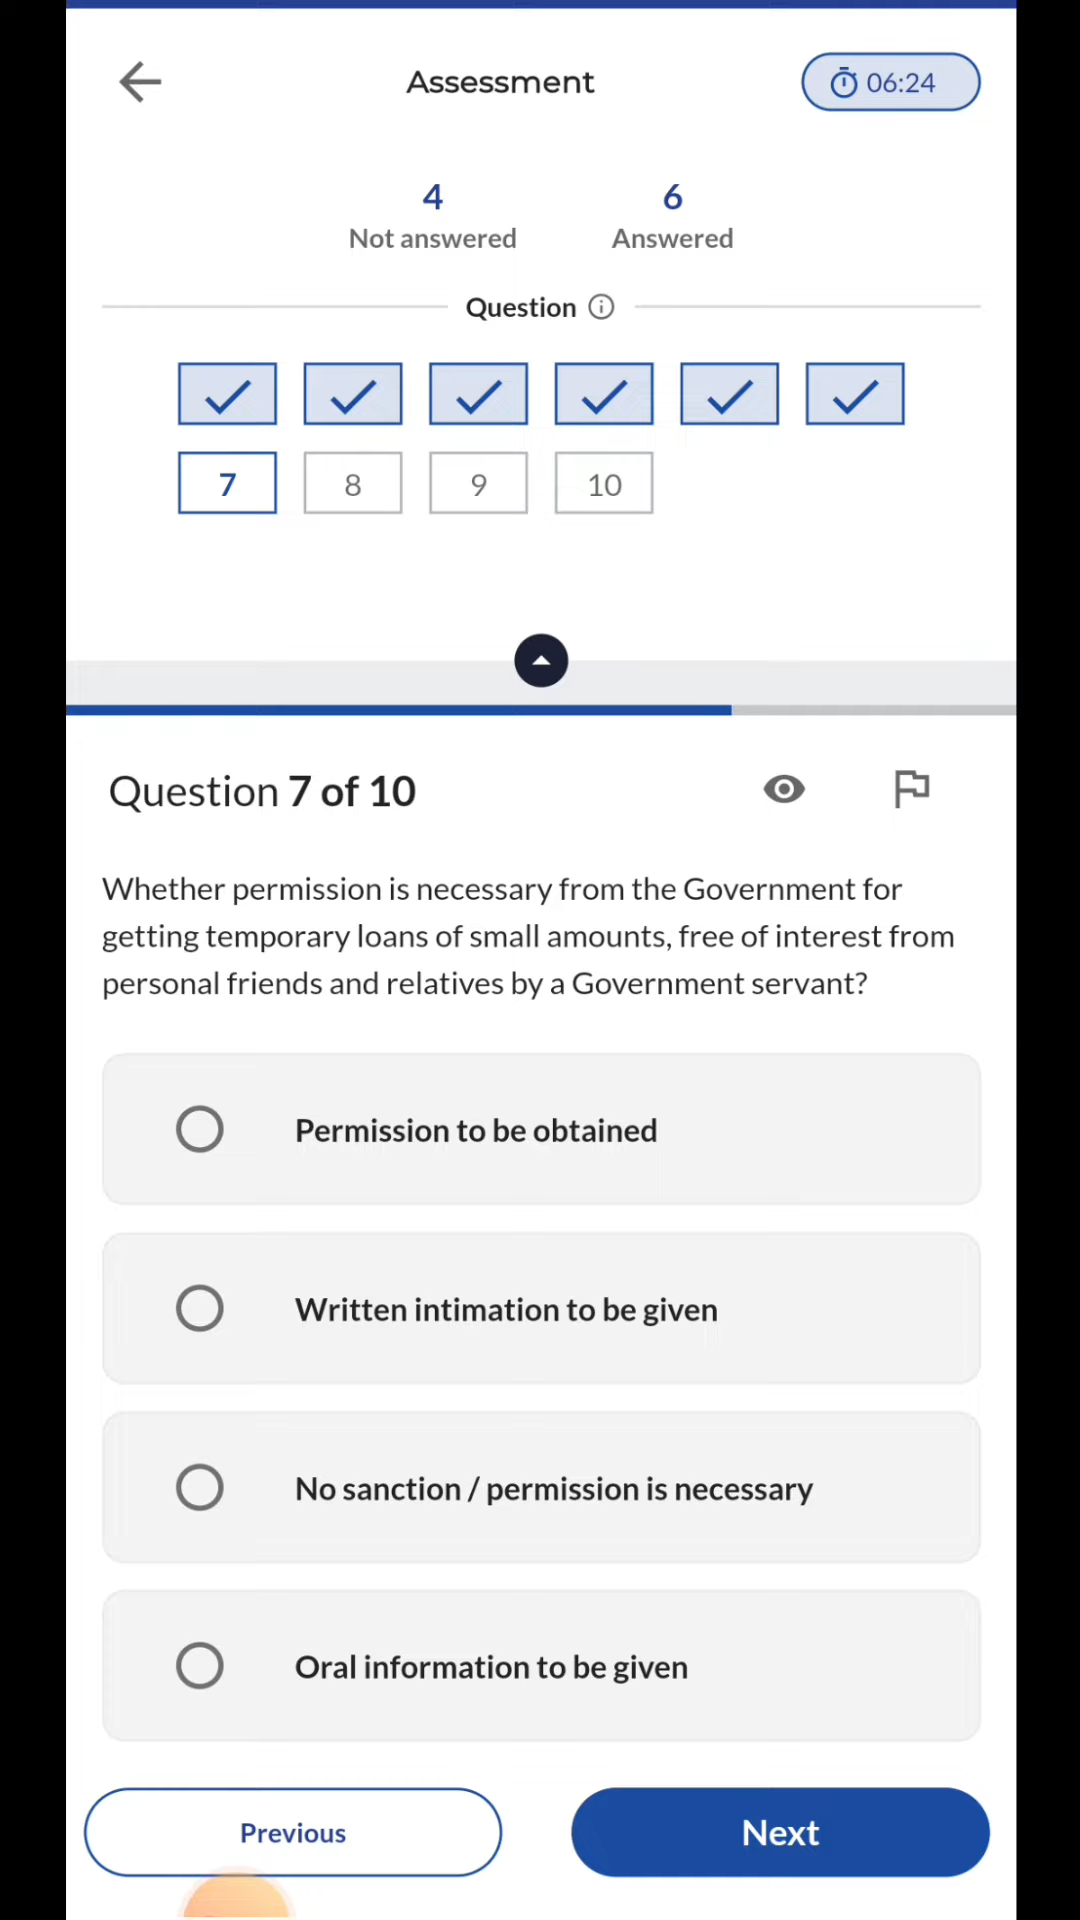 Assessment
06:24
4
6
Not answered
Answered
Question
7
8
9
10
Question 7 of 10
Whether permission is necessary from the Government for
getting temporary loans of small amounts, free of interest from
personal friends and relatives by a Government servant?
Permission to be obtained
Written intimation to be given
No sanction / permission is necessary
Oral information to be given
Previous
Next